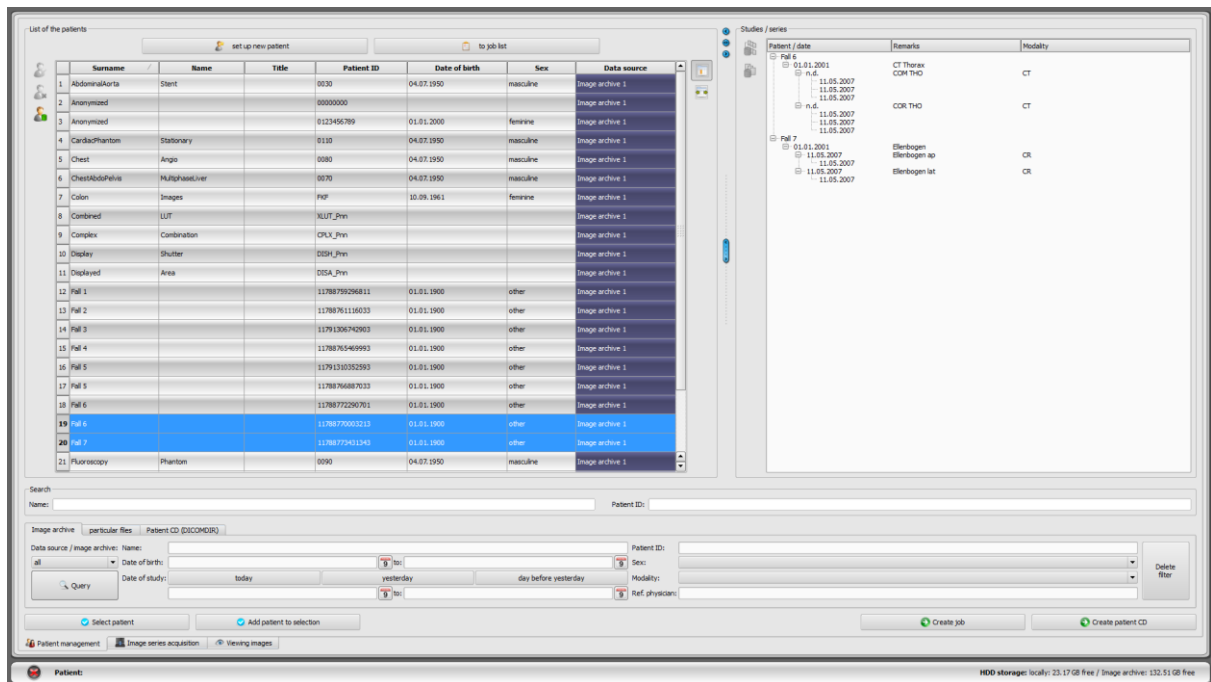 List of the patients
set up new patient
to job list
Surname Name Title Patient ID Date of birth Sex Data source
1 AbdominalAorta Stent 0030 04.07.1950 masculine Image archive 1
2 Anonymized 00000000 Image archive 1
3 Anonymized 0123456789 01.01.2000 feminine Image archive 1
4 CardiacPhantom Stationary 0110 04.07.1950 masculine Image archive 1
5 Chest Angio 0080 04.07.1950 masculine Image archive 1
6 ChestAbdoPelvis MultiphaseLiver 0070 04.07.1950 masculine Image archive 1
7 Colon Images FKF 10.09.1961 feminine Image archive 1
8 Combined LUT XLUT_Pnn Image archive 1
9 Complex Combination CPLX_Pnn Image archive 1
10 Display Shutter DISH_Pnn Image archive 1
11 Displayed Area DISA_Pnn Image archive 1
12 Fall 1 11788759296811 01.01.1900 other Image archive 1
13 Fall 2 11788761116033 01.01.1900 other Image archive 1
14 Fall 3 11791306742903 01.01.1900 other Image archive 1
15 Fall 4 11788765469993 01.01.1900 other Image archive 1
16 Fall 5 11791310352593 01.01.1900 other Image archive 1
17 Fall 5 11788766887033 01.01.1900 other Image archive 1
18 Fall 6 11788772290701 01.01.1900 other Image archive 1
19 Fall 6 11788770003213 01.01.1900 other Image archive 1
20 Fall 7 11788773431343 01.01.1900 other Image archive 1
21 Fluoroscopy Phantom 0090 04.07.1950 masculine Image archive 1
Studies / series
Patient / date Remarks Modality
Fall 6
01.01.2001 CT Thorax
n.d. COM THO CT
11.05.2007
11.05.2007
11.05.2007
n.d. COR THO CT
11.05.2007
11.05.2007
11.05.2007
Fall 7
01.01.2001 Ellenbogen
11.05.2007 Ellenbogen ap CR
11.05.2007
11.05.2007 Ellenbogen lat CR
11.05.2007
Search
Name: Patient ID:
Image archive particular files Patient CD (DICOMDIR)
Data source / image archive: Name: Patient ID:
all Date of birth: 9 to: 9 Sex:
Query Date of study: today yesterday day before yesterday Modality:
9 to: 9 Ref. physician:
Delete
filter
Select patient Add patient to selection Create job Create patient CD
Patient management Image series acquisition Viewing images
Patient: HDD storage: locally: 23.17 GB free / Image archive: 132.51 GB free